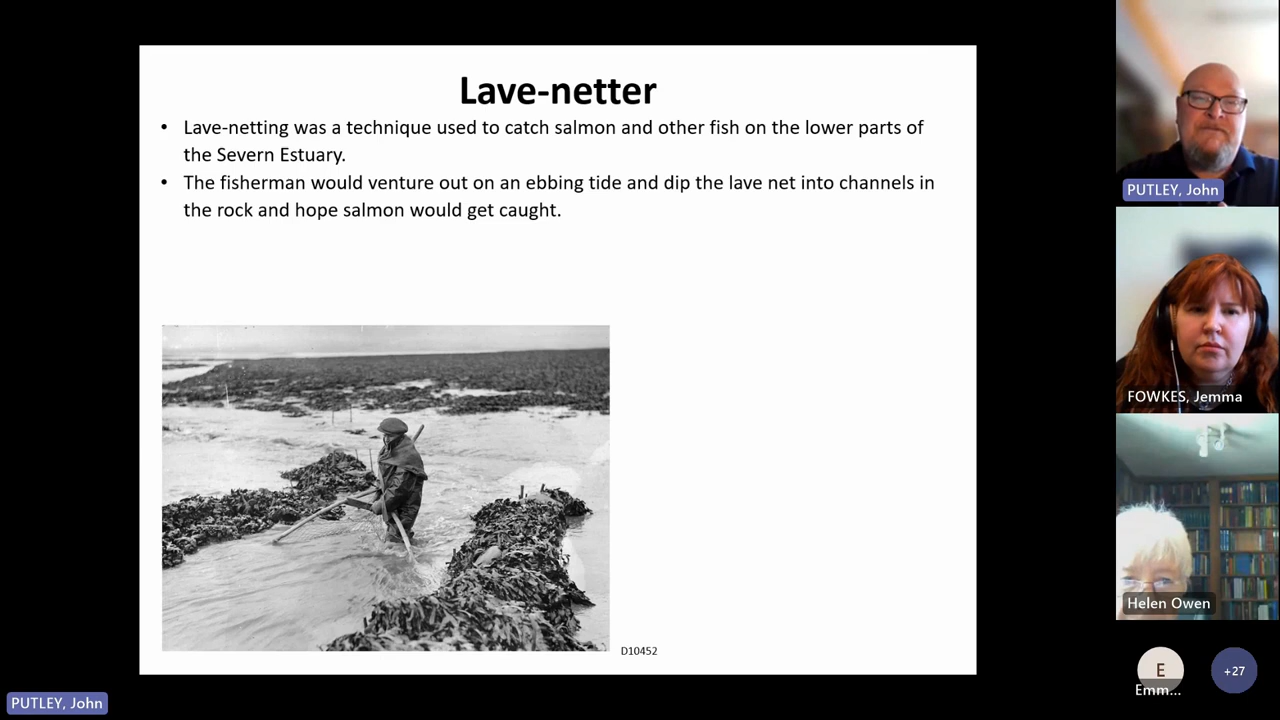 Lave-netter
• Lave-netting was a technique used to catch salmon and other fish on the lower parts of
the Severn Estuary.
• The fisherman would venture out on an ebbing tide and dip the lave net into channels in
the rock and hope salmon would get caught.
D10452
PUTLEY, John
FOWKES, Jemma
Helen Owen
E
Emm...
+27
PUTLEY, John